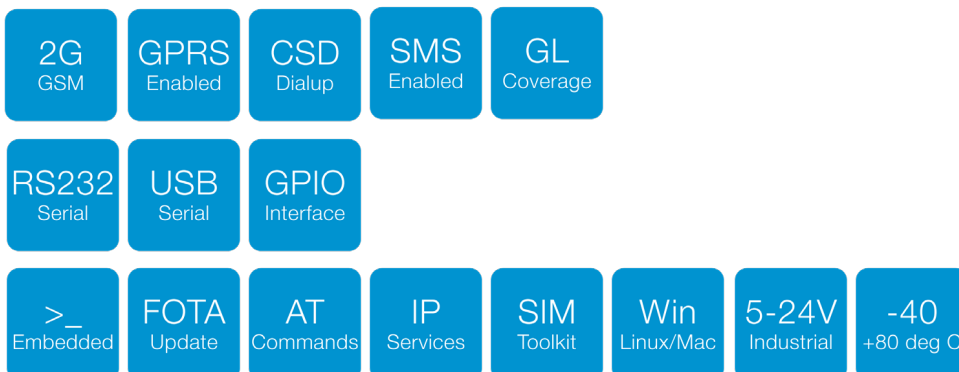 2G GPRS CSD SMS GL
GSM Enabled Dialup Enabled Coverage
RS232 USB GPIO
Serial Serial Interface
>_ FOTA AT IP SIM Win 5-24V -40
Embedded Update Commands Services Toolkit Linux/Mac Industrial +80 deg C